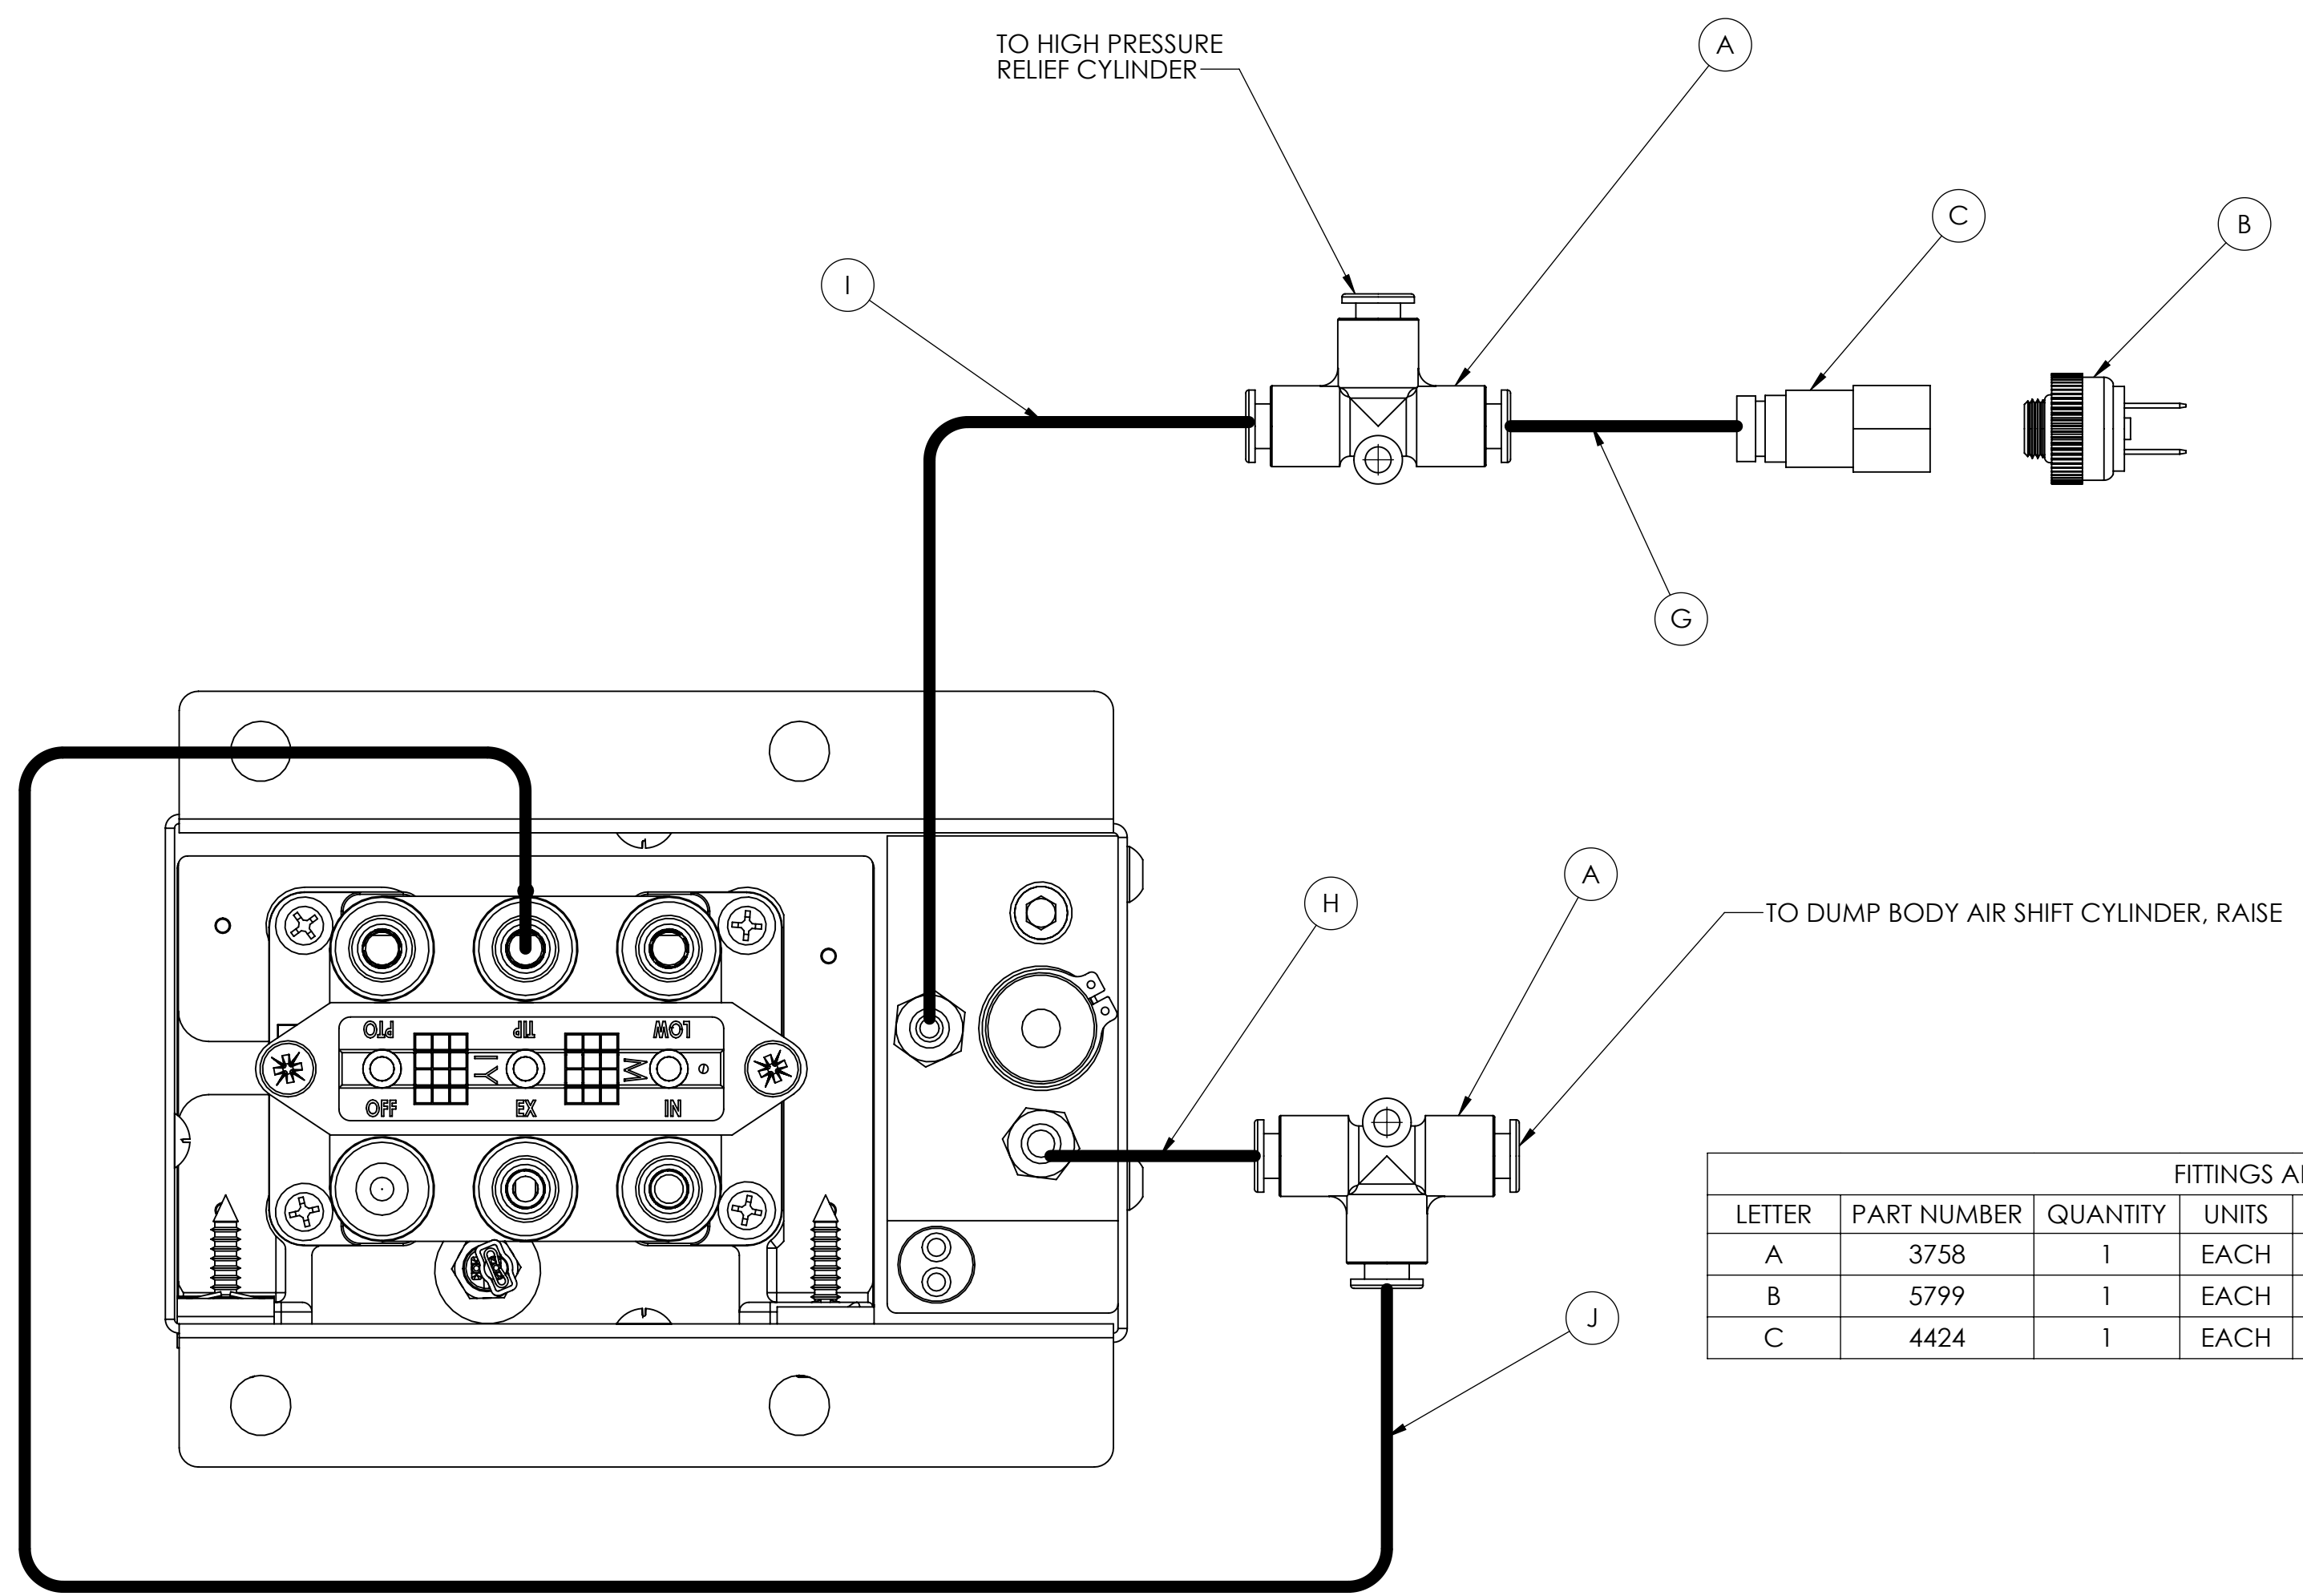 TO HIGH PRESSURE
RELIEF CYLINDER
A
C
B
I
G
H
A
TO DUMP BODY AIR SHIFT CYLINDER, RAISE
PTO TIP LOW
I Y M
OFF EX IN
J
FITTINGS
LETTER PART NUMBER QUANTITY UNITS
A 3758 1 EACH
B 5799 1 EACH
C 4424 1 EACH